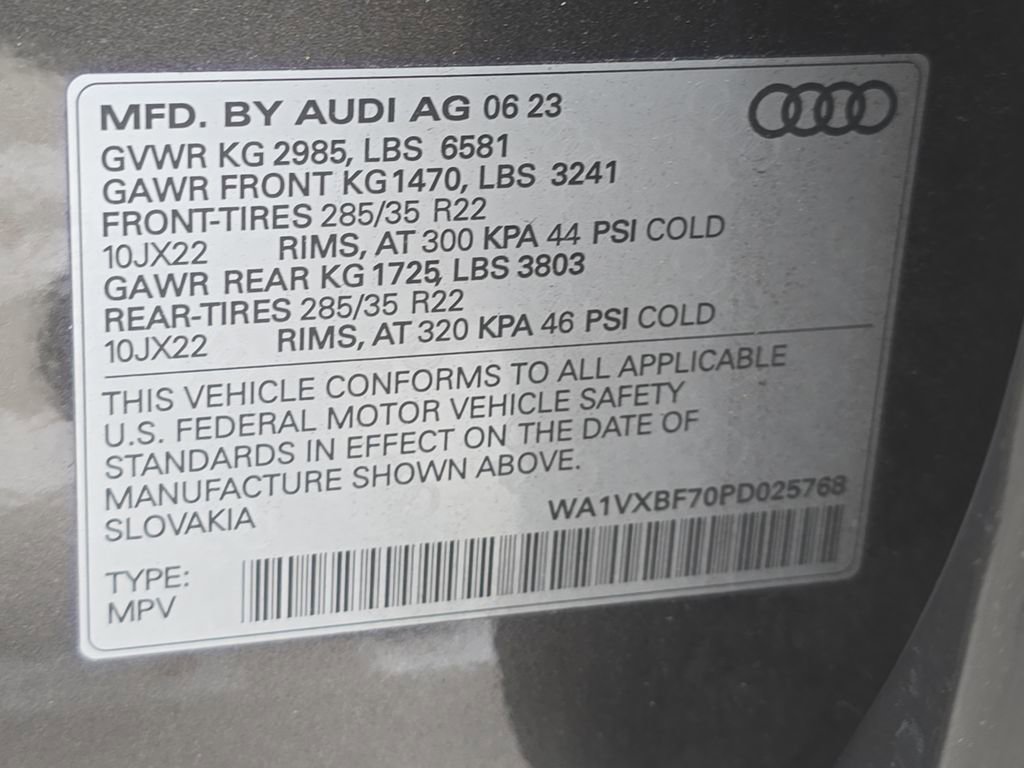 MFD. BY AUDI AG 06 23
GVWR KG 2985, LBS 6581
GAWR FRONT KG1470, LBS 3241
FRONT-TIRES 285/35 R22
10JX22 RIMS, AT 300 KPA 44 PSI COLD
GAWR REAR KG 1725, LBS 3803
REAR-TIRES 285/35 R22
10JX22 RIMS, AT 320 KPA 46 PSI COLD
THIS VEHICLE CONFORMS TO ALL APPLICABLE
U.S. FEDERAL MOTOR VEHICLE SAFETY
STANDARDS IN EFFECT ON THE DATE OF
MANUFACTURE SHOWN ABOVE.
SLOVAKIA WA1VXBF70PD025768
TYPE:
MPV